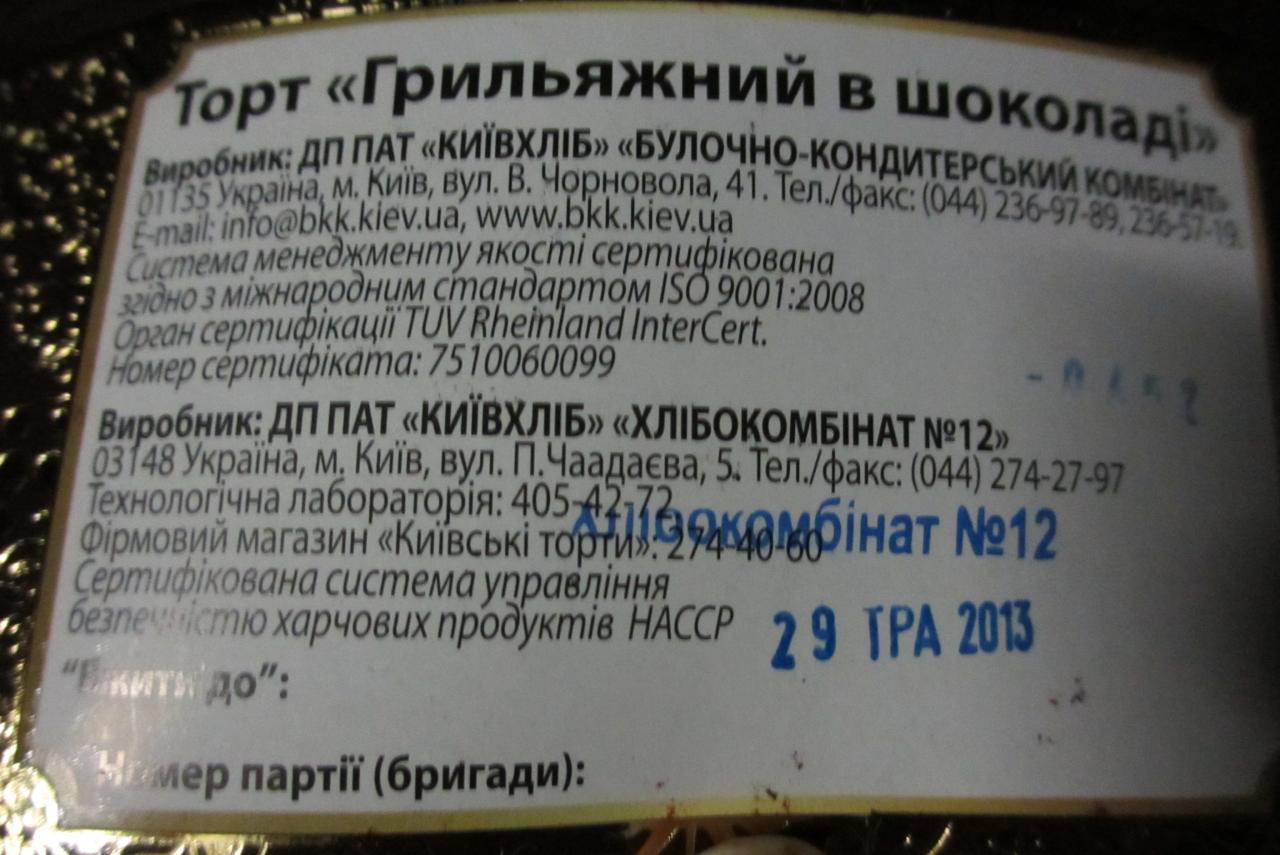 Торт «Грильяжний в шоколаді»
Виробник: ДП ПАТ «КИЇВХЛІБ» «БУЛОЧНО-КОНДИТЕРСЬКИЙ КОМБІНАТ»
01135 Україна, м. Київ, вул. В. Чорновола, 41. Тел./факс: (044) 236-97-89, 236-57-19.
E-mail: info@bkk.kiev.ua, www.bkk.kiev.ua
Система менеджменту якості сертифікована
згідно з міжнародним стандартом ISO 9001:2008
Орган сертифікації TUV Rheinland InterCert.
Номер сертифіката: 7510060099
Виробник: ДП ПАТ «КИЇВХЛІБ» «ХЛІБОКОМБІНАТ №12»
03148 Україна, м. Київ, вул. П.Чаадаєва, 5. Тел./факс: (044) 274-27-97
Технологічна лабораторія: 405-42-72
Хлібокомбінат №12
Фірмовий магазин «Київські торти»: 274-40-60
Сертифікована система управління
безпечністю харчових продуктів HACCP
29 ТРА 2013
“Вжити до”:
Номер партії (бригади):